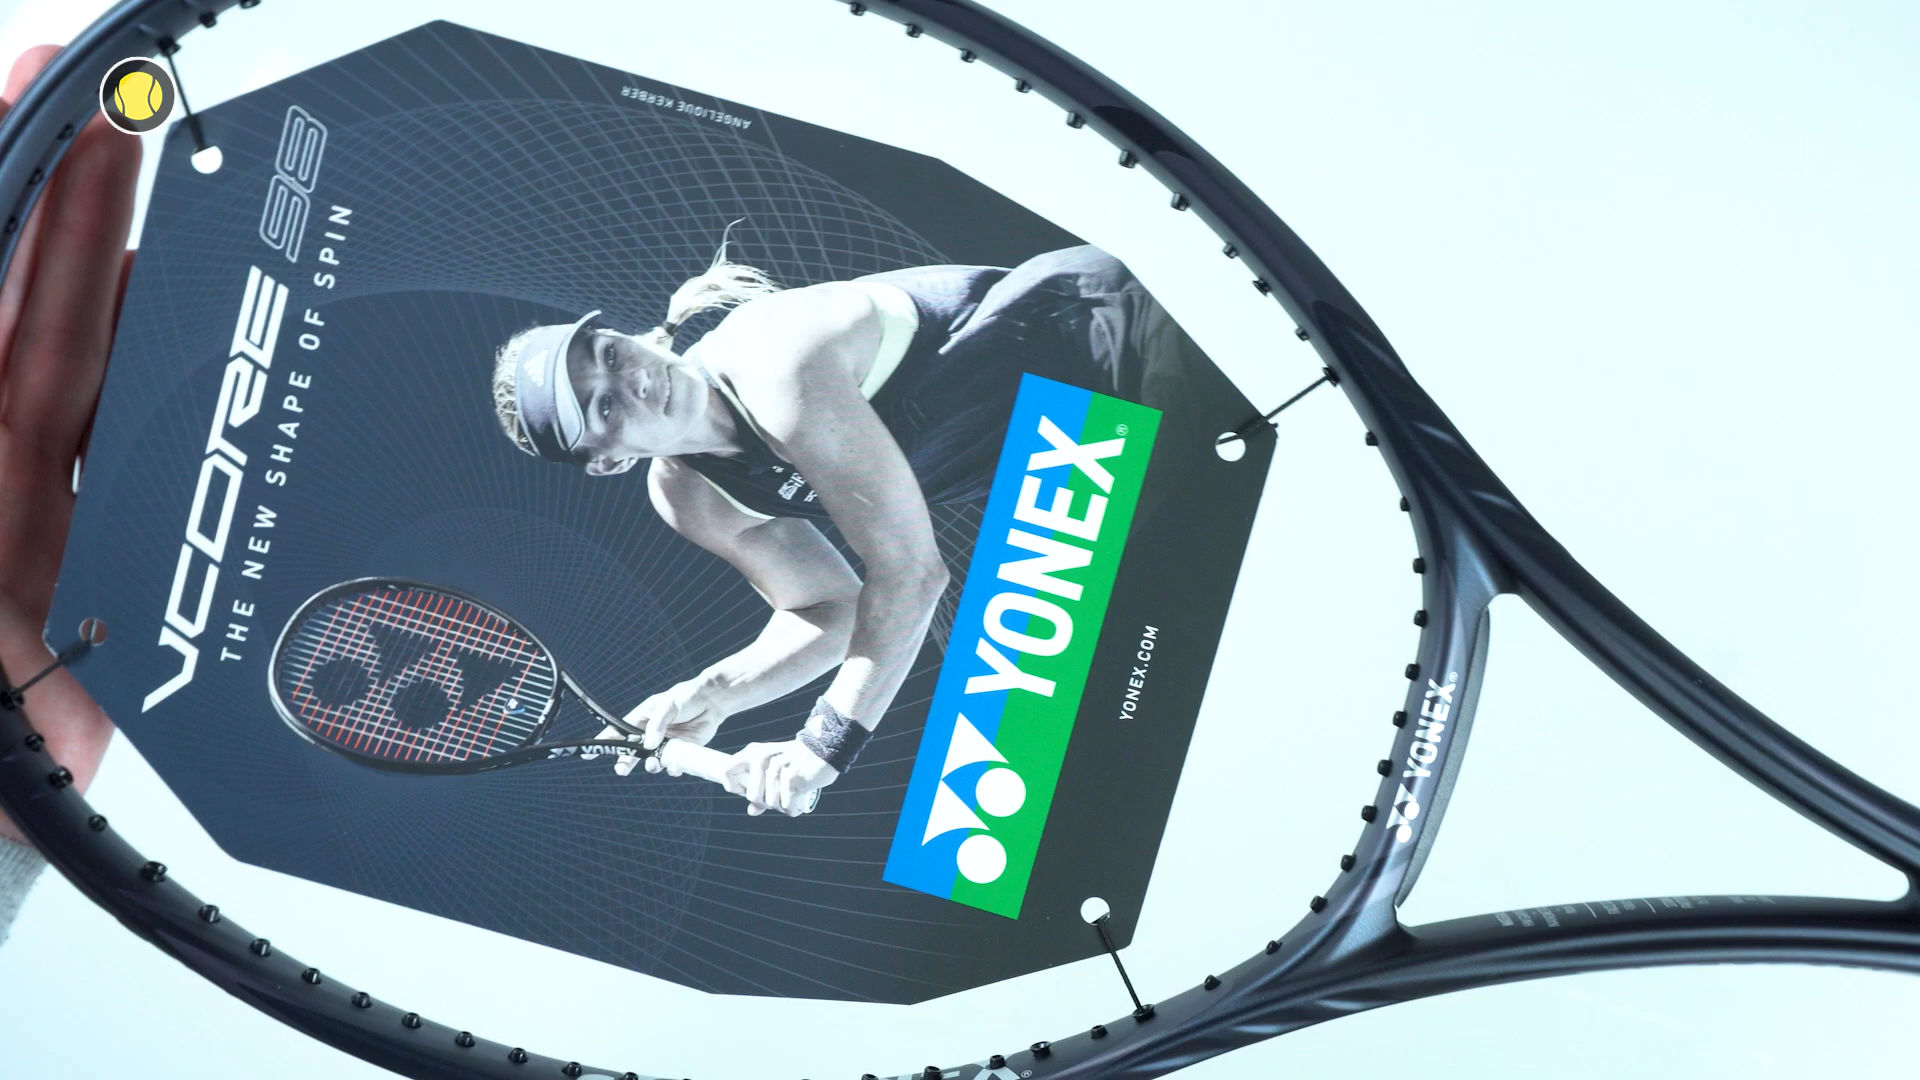 VCORE 98
THE NEW SHAPE OF SPIN
ANGELIQUE KERBER
YONEX
YONEX®
YONEX.COM
YONEX®